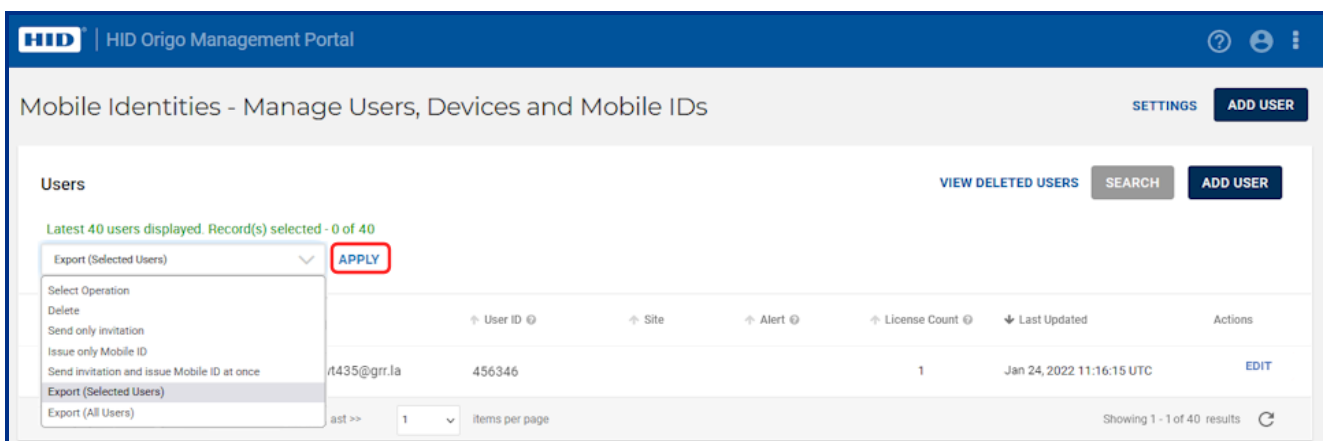 HID | HID Origo Management Portal
Mobile Identities - Manage Users, Devices and Mobile IDs
SETTINGS
ADD USER
Users
VIEW DELETED USERS
SEARCH
ADD USER
Latest 40 users displayed. Record(s) selected - 0 of 40
Export (Selected Users)
APPLY
Select Operation
Delete
Send only invitation
Issue only Mobile ID
Send invitation and issue Mobile ID at once
Export (Selected Users)
Export (All Users)
User ID
Site
Alert
License Count
Last Updated
Actions
t435@grr.la
456346
1
Jan 24, 2022 11:16:15 UTC
EDIT
ast >>
1
items per page
Showing 1 - 1 of 40 results